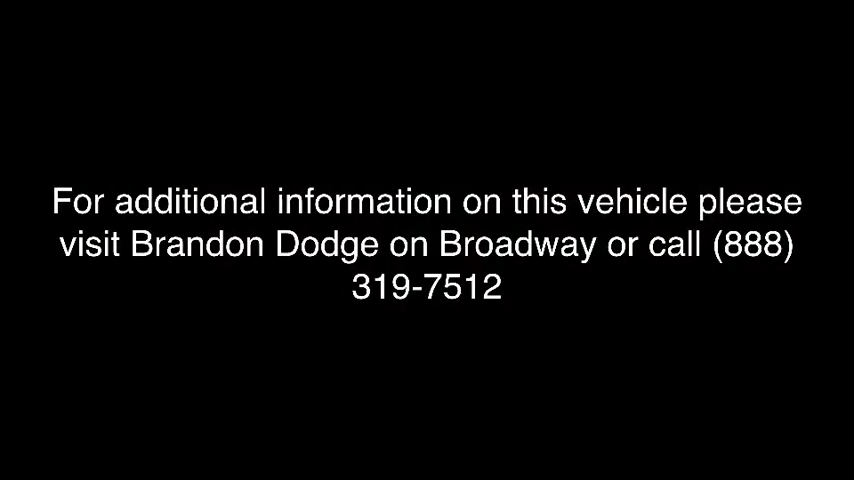 For additional information on this vehicle please
visit Brandon Dodge on Broadway or call (888)
319-7512